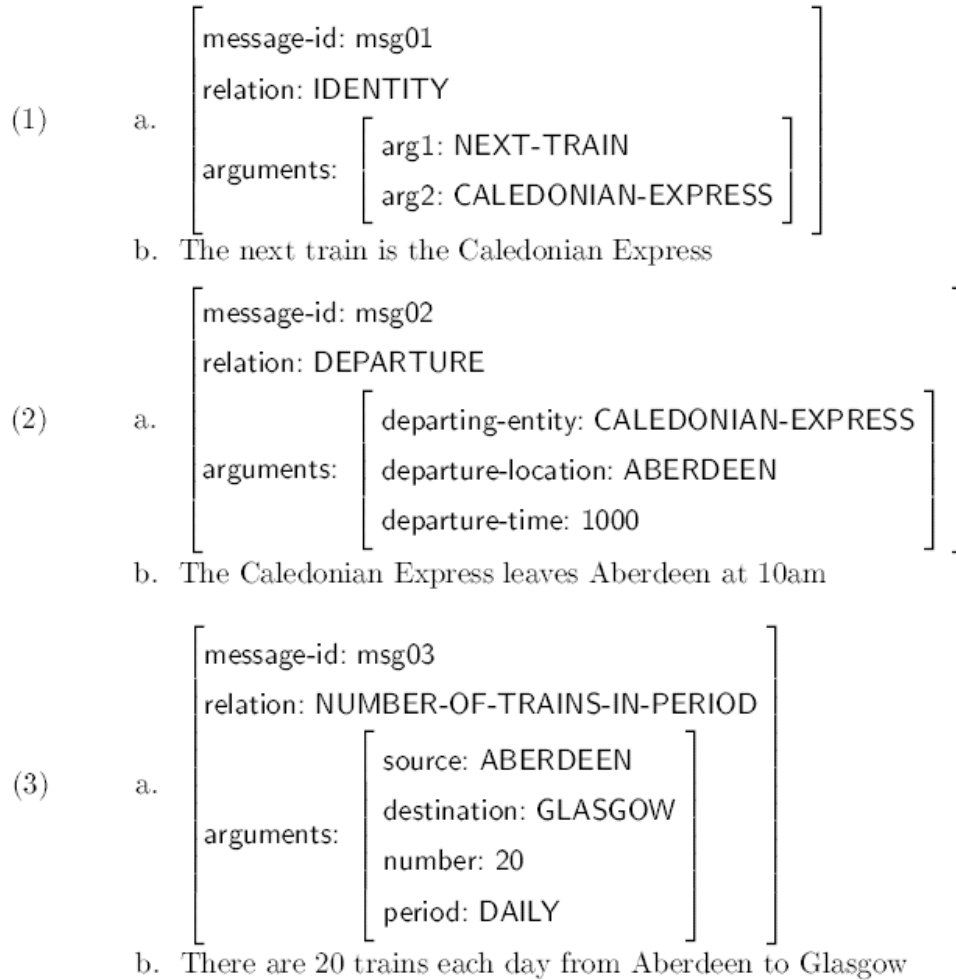 message-id: msg01
relation: IDENTITY
(1) a.
arguments:
arg1: NEXT-TRAIN
arg2: CALEDONIAN-EXPRESS
b. The next train is the Caledonian Express
message-id: msg02
relation: DEPARTURE
(2) a.
arguments:
departing-entity: CALEDONIAN-EXPRESS
departure-location: ABERDEEN
departure-time: 1000
b. The Caledonian Express leaves Aberdeen at 10am
message-id: msg03
relation: NUMBER-OF-TRAINS-IN-PERIOD
(3) a.
arguments:
source: ABERDEEN
destination: GLASGOW
number: 20
period: DAILY
b. There are 20 trains each day from Aberdeen to Glasgow